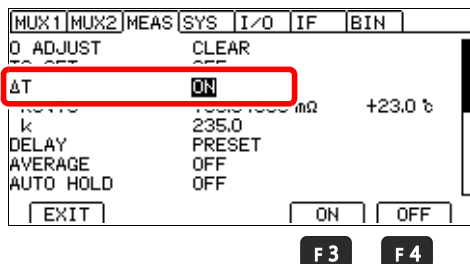 MUX1 MUX2 MEAS SYS I/O IF BIN
0 ADJUST CLEAR
ΔT ON
mΩ +23.0 ℃
k 235.0
DELAY PRESET
AVERAGE OFF
AUTO HOLD OFF
EXIT ON OFF
F3 F4